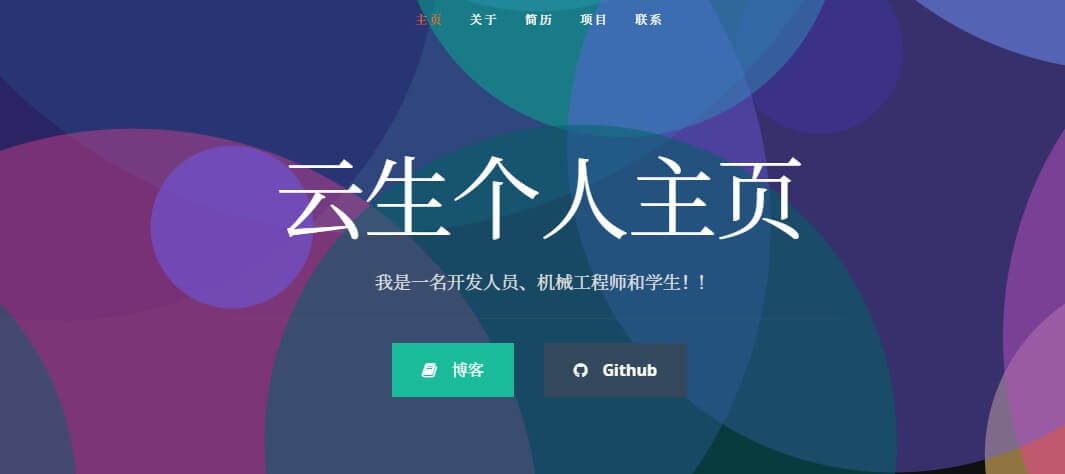 主页 关于 简历 项目 联系
云生个人主页
我是一名开发人员、机械工程师和学生！！
博客 Github